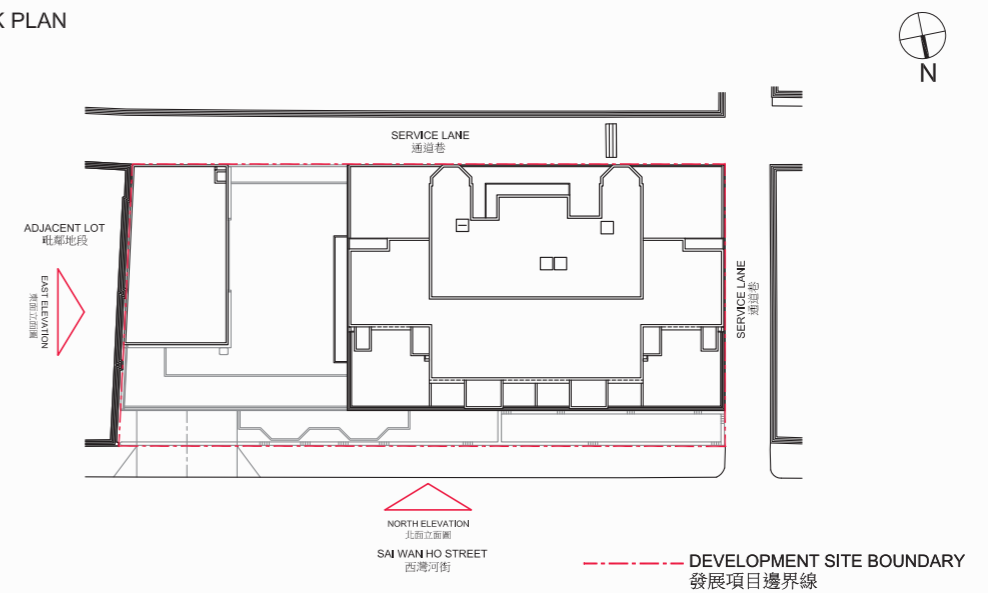 K PLAN
N
SERVICE LANE
通道巷
ADJACENT LOT
毗鄰地段
EAST ELEVATION
東面立面圖
SERVICE LANE
通道巷
NORTH ELEVATION
北面立面圖
SAI WAN HO STREET
西灣河街
DEVELOPMENT SITE BOUNDARY
發展項目邊界線